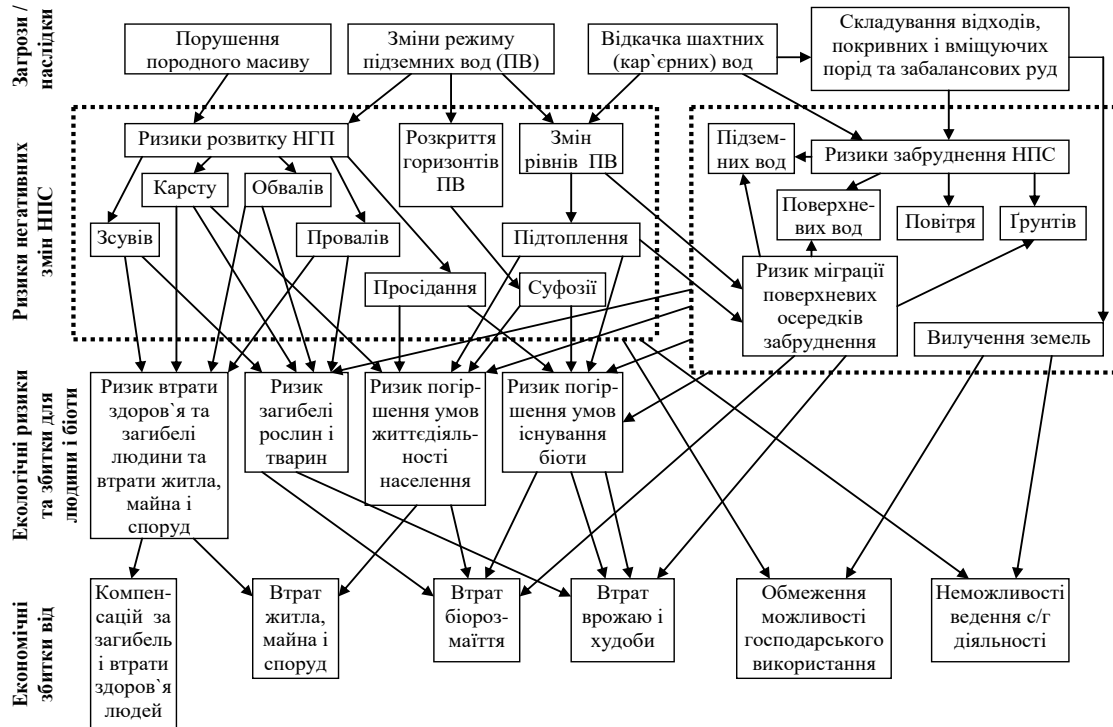 Загрози /
наслідки
Порушення
породного масиву
Зміни режиму
підземних вод (ПВ)
Відкачка шахтних
(кар`єрних) вод
Складування відходів,
покривних і вміщуючих
порід та забалансових руд
Ризики негативних
змін НПС
Ризики розвитку НГП
Розкриття
горизонтів
ПВ
Змін
рівнів ПВ
Підзем-
них вод
Ризики забруднення НПС
Карсту
Обвалів
Поверхне-
вих вод
Повітря
Ґрунтів
Зсувів
Провалів
Підтоплення
Просідання
Суфозії
Ризик міграції
поверхневих
осередків
забруднення
Вилучення земель
Екологічні ризики
та збитки для
людини і біоти
Ризик втрати
здоров`я та
загибелі
людини та
втрати житла,
майна і
споруд
Ризик
загибелі
рослин і
тварин
Ризик погір-
шення умов
життєдіяль-
ності
населення
Ризик погір-
шення умов
існування
біоти
Економічні
збитки від
Компен-
сацій за
загибель
і втрати
здоров`я
людей
Втрат
житла,
майна і
споруд
Втрат
біороз-
маїття
Втрат
врожаю і
худоби
Обмеження
можливості
господарського
використання
Неможливості
ведення с/г
діяльності